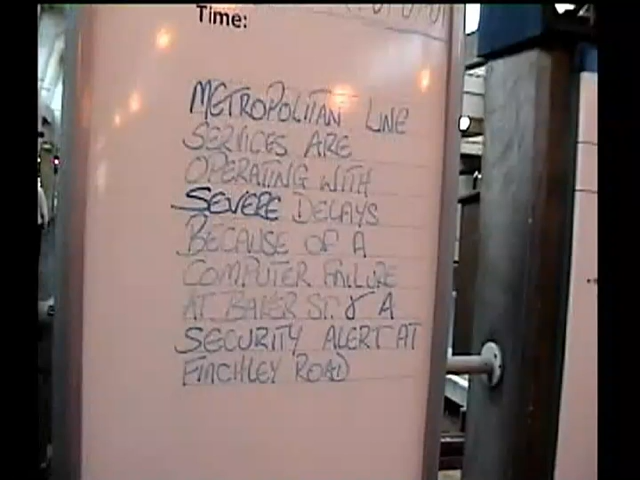 Time:
METROPOLITAN LINE
SERVICES ARE
OPERATING WITH
SEVERE DELAYS
BECAUSE OF A
COMPUTER FAILURE
AT BAKER ST. & A
SECURITY ALERT AT
FINCHLEY ROAD